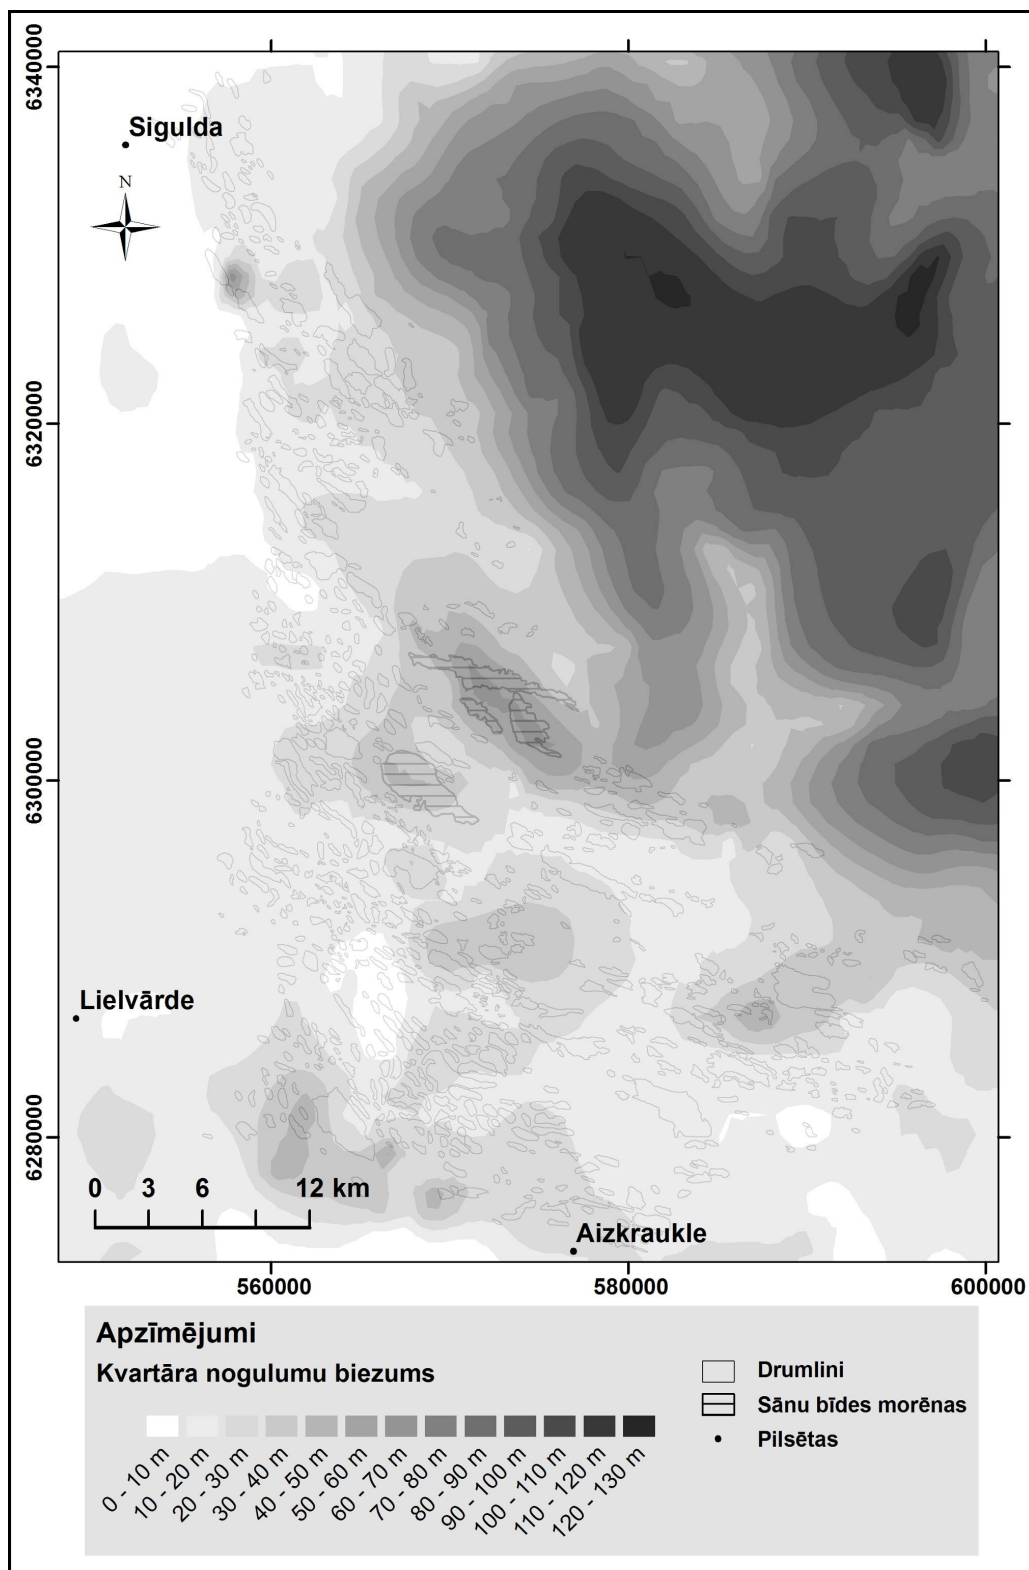 6340000
Sigulda
N
6320000
6300000
Lielvārde
6280000
0 3 6 12 km
Aizkraukle
560000 580000 600000
Apzīmējumi
Kvartāra nogulumu biezums
0 - 10 m
10 - 20 m
20 - 30 m
30 - 40 m
40 - 50 m
50 - 60 m
60 - 70 m
70 - 80 m
80 - 90 m
90 - 100 m
100 - 110 m
110 - 120 m
120 - 130 m
Drumlini
Sānu bīdes morēnas
Pilsētas